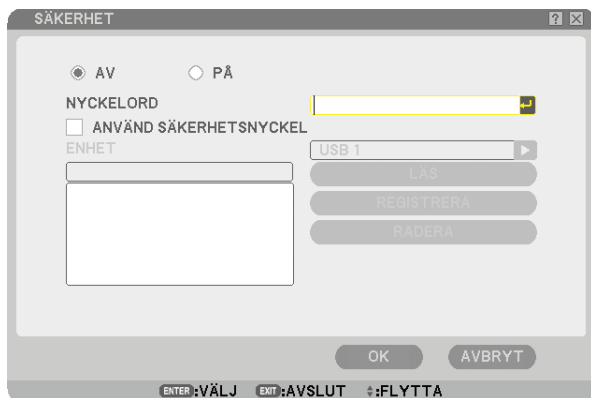 SÄKERHET
AV PÅ
NYCKELORD
ANVÄND SÄKERHETSNYCKEL
ENHET USB 1
LÄS
REGISTRERA
RADERA
OK AVBRYT
ENTER:VÄLJ EXIT:AVSLUT :FLYTTA